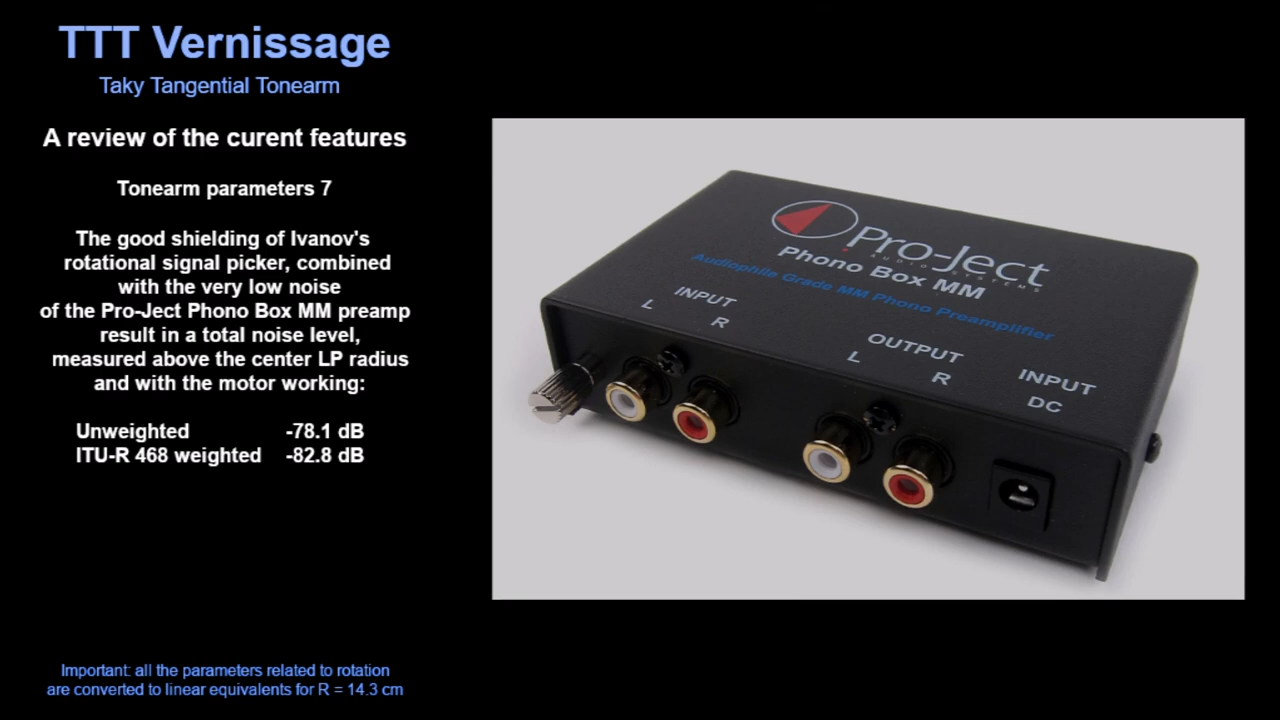 TTT Vernissage
Taky Tangential Tonearm
A review of the curent features
Tonearm parameters 7
The good shielding of Ivanov's
rotational signal picker, combined
with the very low noise
of the Pro-Ject Phono Box MM preamp
result in a total noise level,
measured above the center LP radius
and with the motor working:
Unweighted -78.1 dB
ITU-R 468 weighted -82.8 dB
Important: all the parameters related to rotation
are converted to linear equivalents for R = 14.3 cm
Pro-Ject
AUDIO SYSTEMS
Phono Box MM
Audiophile Grade MM Phono Preamplifier
INPUT
L R
OUTPUT
L R
INPUT
DC